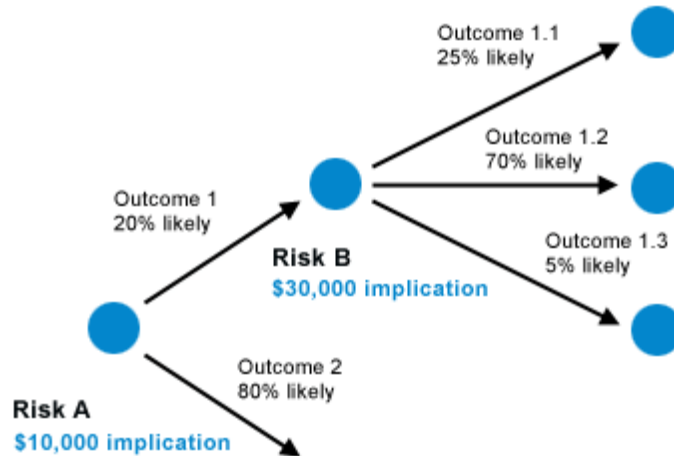 Outcome 1.1
25% likely
Outcome 1.2
70% likely
Outcome 1
20% likely
Outcome 1.3
5% likely
Risk B
$30,000 implication
Outcome 2
80% likely
Risk A
$10,000 implication